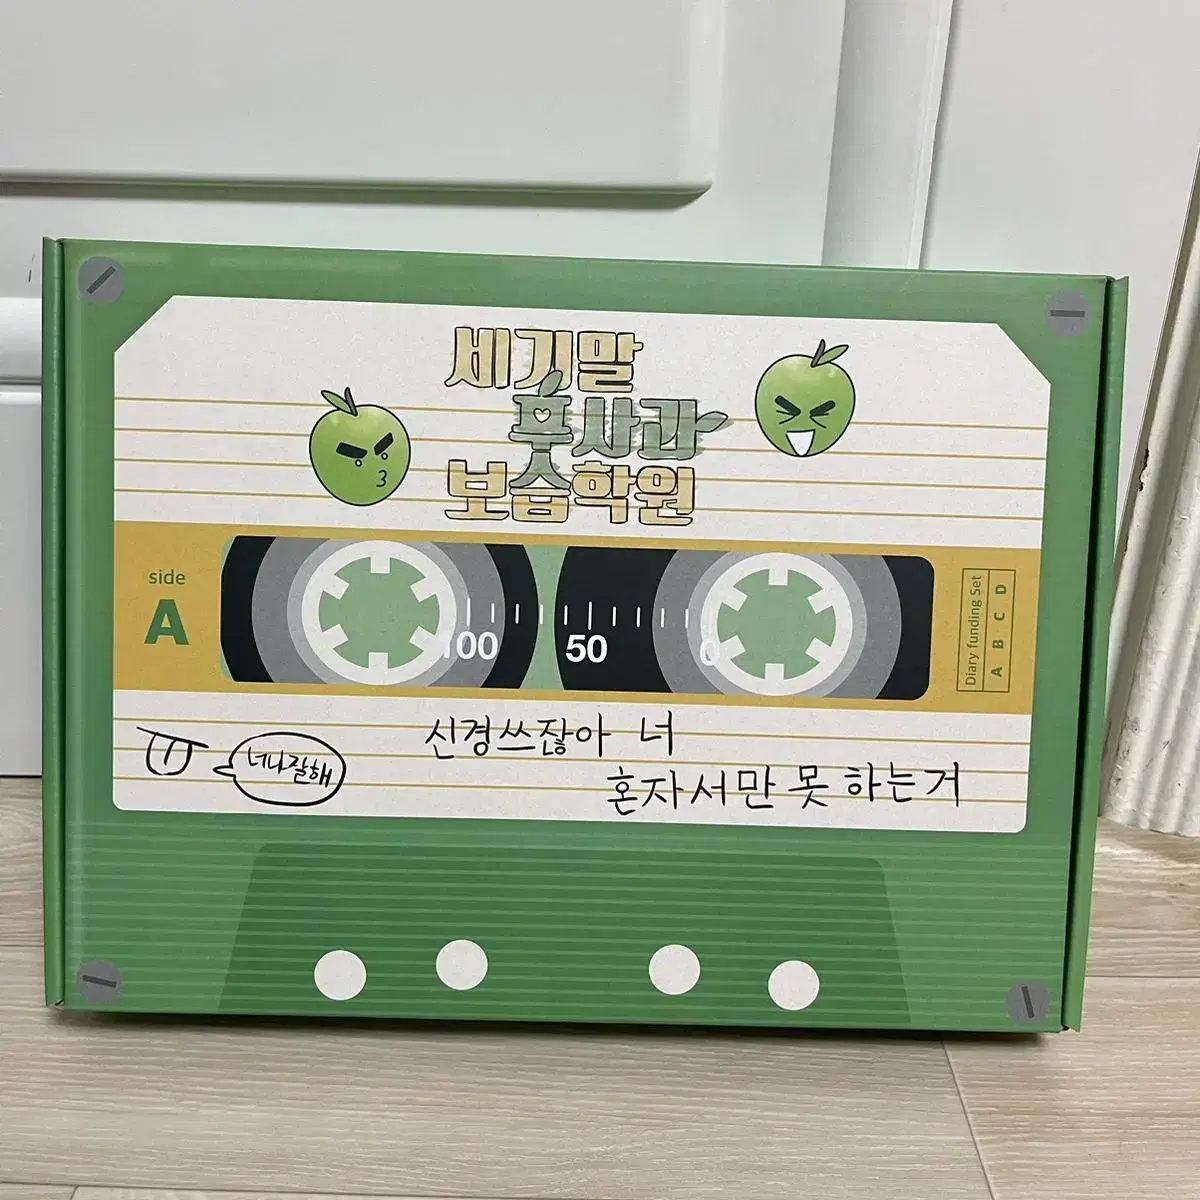 세기말
풋사과
보습학원
side
A
100 50 0
Diary funding Set
A B C D
신경쓰잖아 너
혼자서만 못 하는거
너나잘해